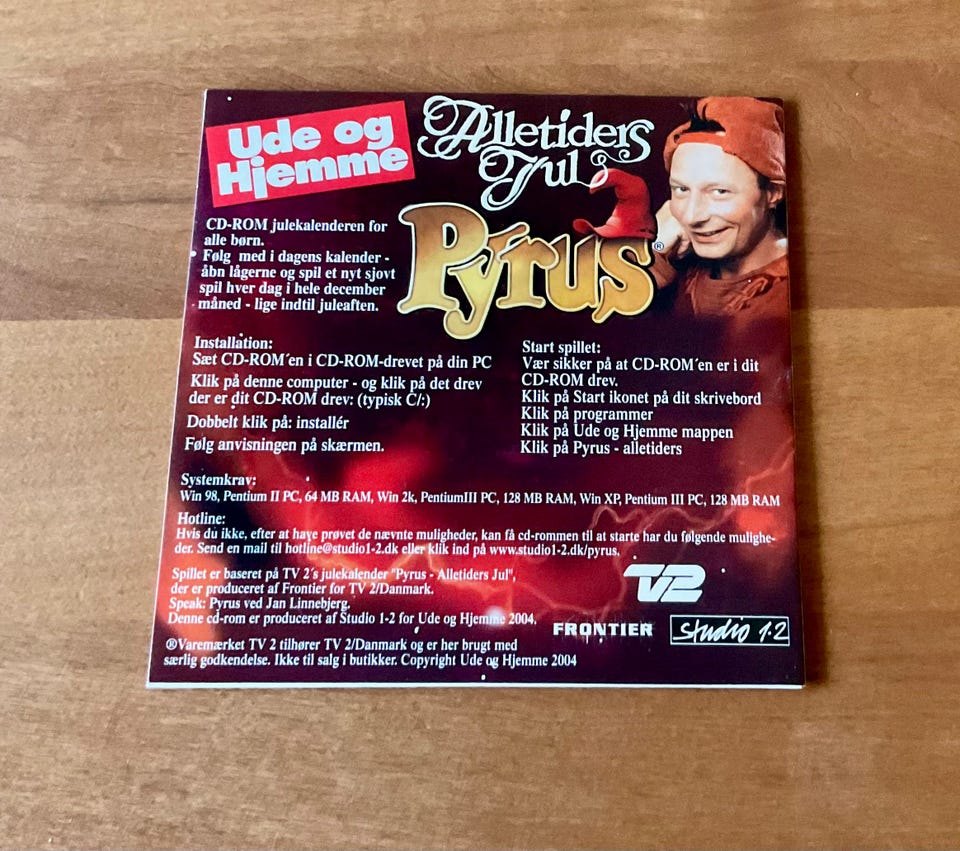 Ude og
Hjemme
Alletiders
Jul
Pyrus®
CD-ROM julekalenderen for
alle børn.
Følg med i dagens kalender -
åbn lågerne og spil et nyt sjovt
spil hver dag i hele december
måned - lige indtil juleaften.
Installation:
Sæt CD-ROM´en i CD-ROM-drevet på din PC
Klik på denne computer - og klik på det drev
der er dit CD-ROM drev: (typisk C/:)
Dobbelt klik på: installér
Følg anvisningen på skærmen.
Start spillet:
Vær sikker på at CD-ROM´en er i dit
CD-ROM drev.
Klik på Start ikonet på dit skrivebord
Klik på programmer
Klik på Ude og Hjemme mappen
Klik på Pyrus - alletiders
Systemkrav:
Win 98, Pentium II PC, 64 MB RAM, Win 2k, PentiumIII PC, 128 MB RAM, Win XP, Pentium III PC, 128 MB RAM
Hotline:
Hvis du ikke, efter at have prøvet de nævnte muligheder, kan få cd-rommen til at starte har du følgende mulighe-
der. Send en mail til hotline@studio1-2.dk eller klik ind på www.studio1-2.dk/pyrus.
Spillet er baseret på TV 2´s julekalender "Pyrus - Alletiders Jul",
der er produceret af Frontier for TV 2/Danmark.
Speak: Pyrus ved Jan Linnebjerg.
Denne cd-rom er produceret af Studio 1-2 for Ude og Hjemme 2004.
®Varemærket TV 2 tilhører TV 2/Danmark og er her brugt med
særlig godkendelse. Ikke til salg i butikker. Copyright Ude og Hjemme 2004
TV2
FRONTIER
Studio 1·2